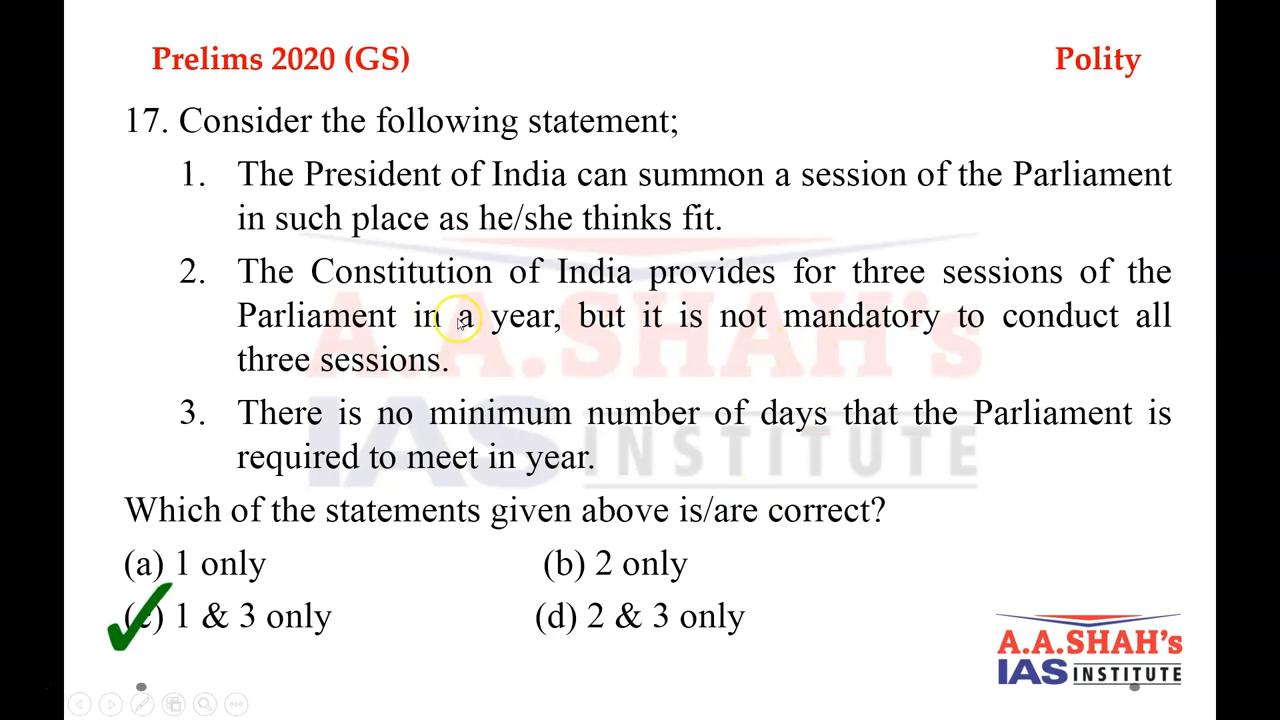 Prelims 2020 (GS) Polity
17. Consider the following statement;
1. The President of India can summon a session of the Parliament
in such place as he/she thinks fit.
2. The Constitution of India provides for three sessions of the
Parliament in a year, but it is not mandatory to conduct all
three sessions.
3. There is no minimum number of days that the Parliament is
required to meet in year.
Which of the statements given above is/are correct?
(a) 1 only (b) 2 only
(c) 1 & 3 only (d) 2 & 3 only
A.A.SHAH's
IAS INSTITUTE
A.A.SHAH's
IAS INSTITUTE